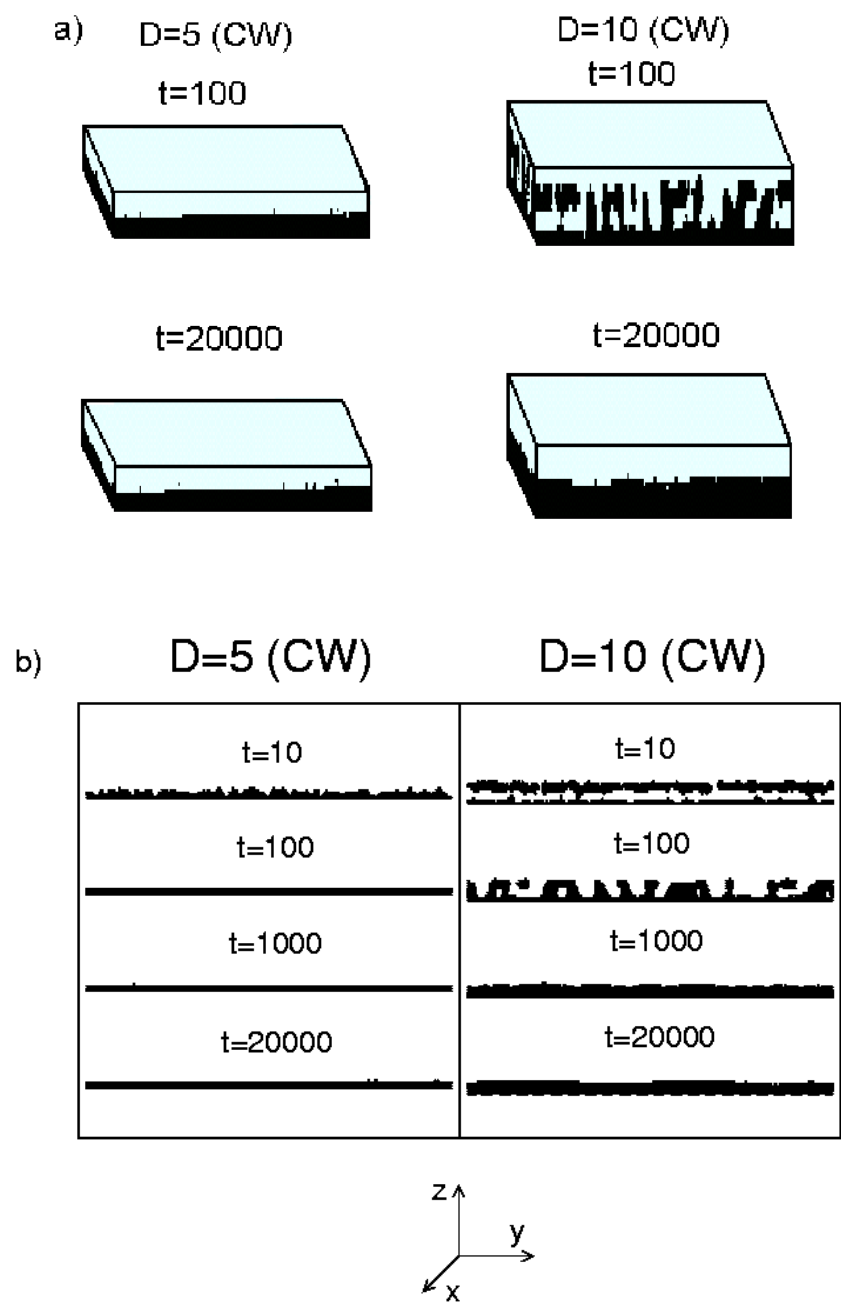 a) D=5 (CW) D=10 (CW)
t=100 t=100
t=20000 t=20000
b) D=5 (CW) D=10 (CW)
t=10 t=10
t=100 t=100
t=1000 t=1000
t=20000 t=20000
z
y
x